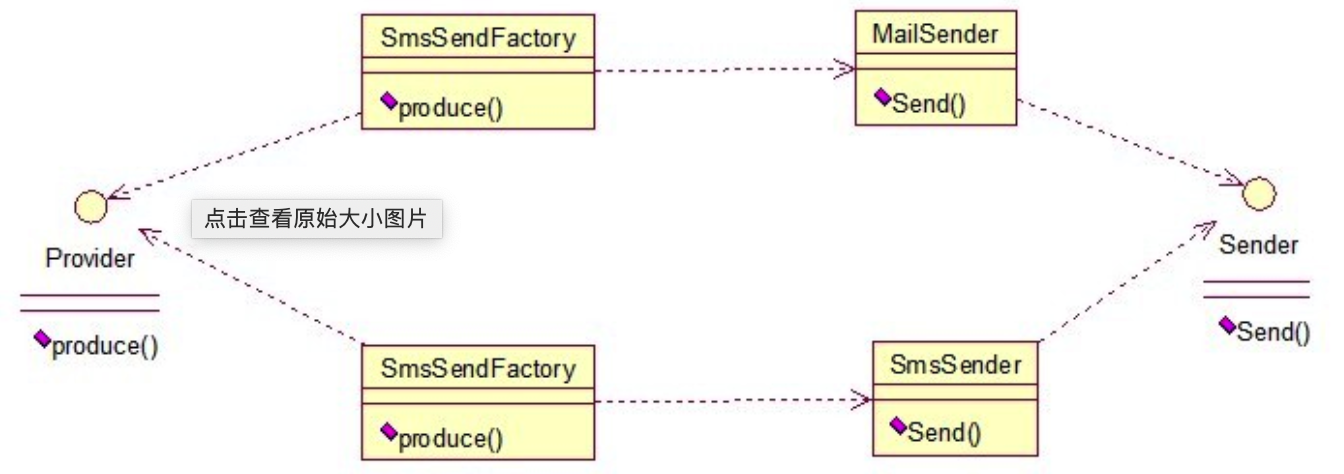 SmsSendFactory
produce()
MailSender
Send()
点击查看原始大小图片
Provider
produce()
Sender
Send()
SmsSendFactory
produce()
SmsSender
Send()